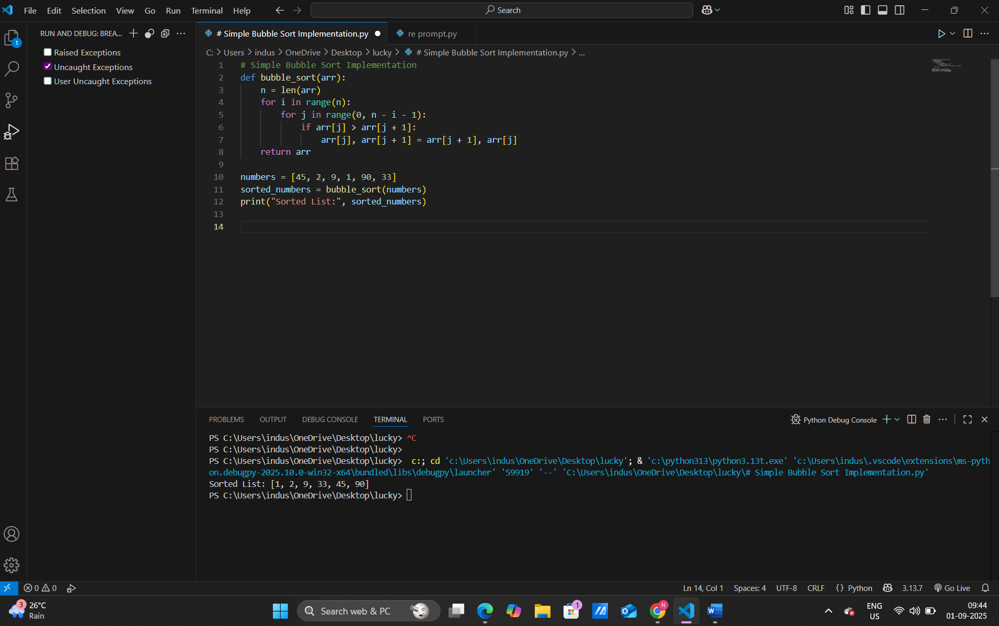 File Edit Selection View Go Run Terminal Help
Search
RUN AND DEBUG: BREA...
Raised Exceptions
Uncaught Exceptions
User Uncaught Exceptions
1
# Simple Bubble Sort Implementation.py
re prompt.py
C: > Users > indus > OneDrive > Desktop > lucky > # Simple Bubble Sort Implementation.py > ...
1 # Simple Bubble Sort Implementation
2 def bubble_sort(arr):
3     n = len(arr)
4     for i in range(n):
5         for j in range(0, n - i - 1):
6             if arr[j] > arr[j + 1]:
7                 arr[j], arr[j + 1] = arr[j + 1], arr[j]
8     return arr
9
10 numbers = [45, 2, 9, 1, 90, 33]
11 sorted_numbers = bubble_sort(numbers)
12 print("Sorted List:", sorted_numbers)
13
14
PROBLEMS OUTPUT DEBUG CONSOLE TERMINAL PORTS
Python Debug Console
PS C:\Users\indus\OneDrive\Desktop\lucky> ^C
PS C:\Users\indus\OneDrive\Desktop\lucky>
PS C:\Users\indus\OneDrive\Desktop\lucky>  c:; cd 'c:\Users\indus\OneDrive\Desktop\lucky'; & 'c:\python313\python3.13t.exe' 'c:\Users\indus\.vscode\extensions\ms-pyth
on.debugpy-2025.10.0-win32-x64\bundled\libs\debugpy\launcher' '59919' '--' 'C:\Users\indus\OneDrive\Desktop\lucky\# Simple Bubble Sort Implementation.py'
Sorted List: [1, 2, 9, 33, 45, 90]
PS C:\Users\indus\OneDrive\Desktop\lucky>
0 0
Ln 14, Col 1 Spaces: 4 UTF-8 CRLF {} Python 3.13.7 Go Live
3
26°C
Rain
Search web & PC
1
N
ENG
US
09:44
01-09-2025